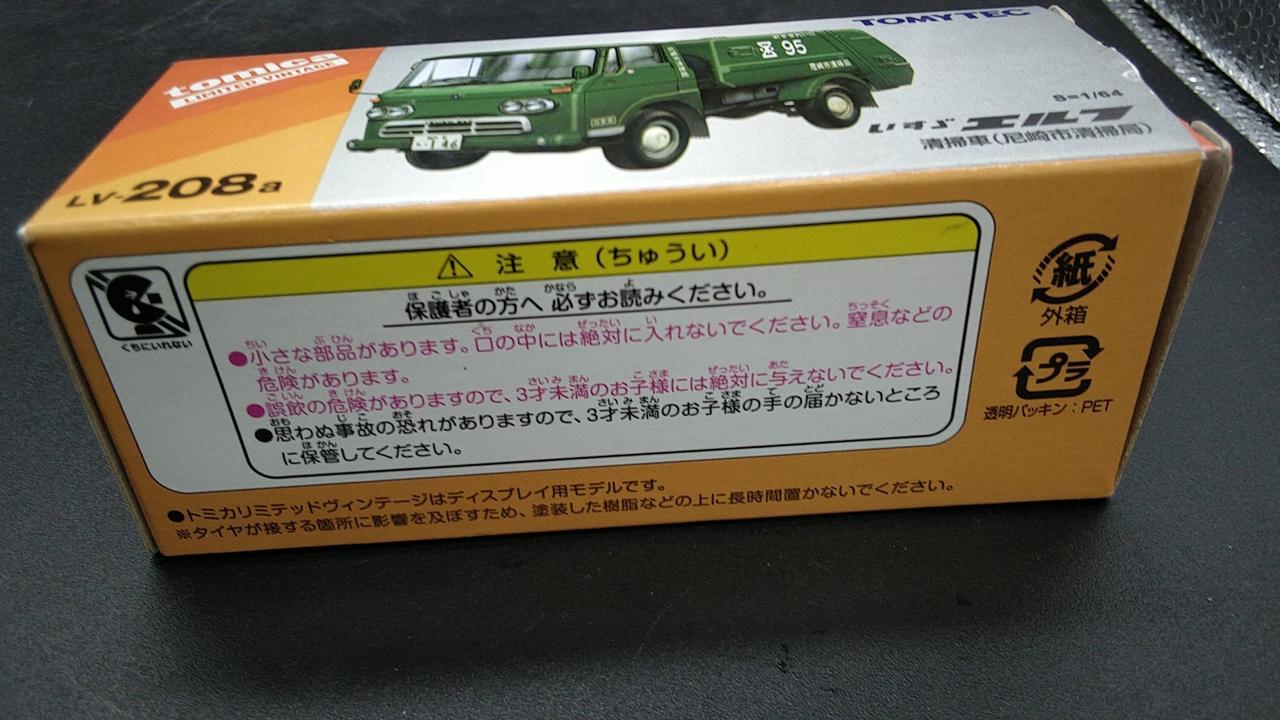 tomica
LIMITED VINTAGE
TOMYTEC
95
尼崎市清掃局
146
S=1/64
いすゞ エルフ
清掃車(尼崎市清掃局)
LV-208a
⚠ 注 意(ちゅうい)
保護者の方へ 必ずお読みください。
くちにいれない
●小さな部品があります。口の中には絶対に入れないでください。窒息などの
危険があります。
●誤飲の危険がありますので、3才未満のお子様には絶対に与えないでください。
●思わぬ事故の恐れがありますので、3才未満のお子様の手の届かないところ
に保管してください。
紙
外箱
プラ
透明パッキン:PET
●トミカリミテッドヴィンテージはディスプレイ用モデルです。
※タイヤが接する箇所に影響を及ぼすため、塗装した樹脂などの上に長時間置かないでください。